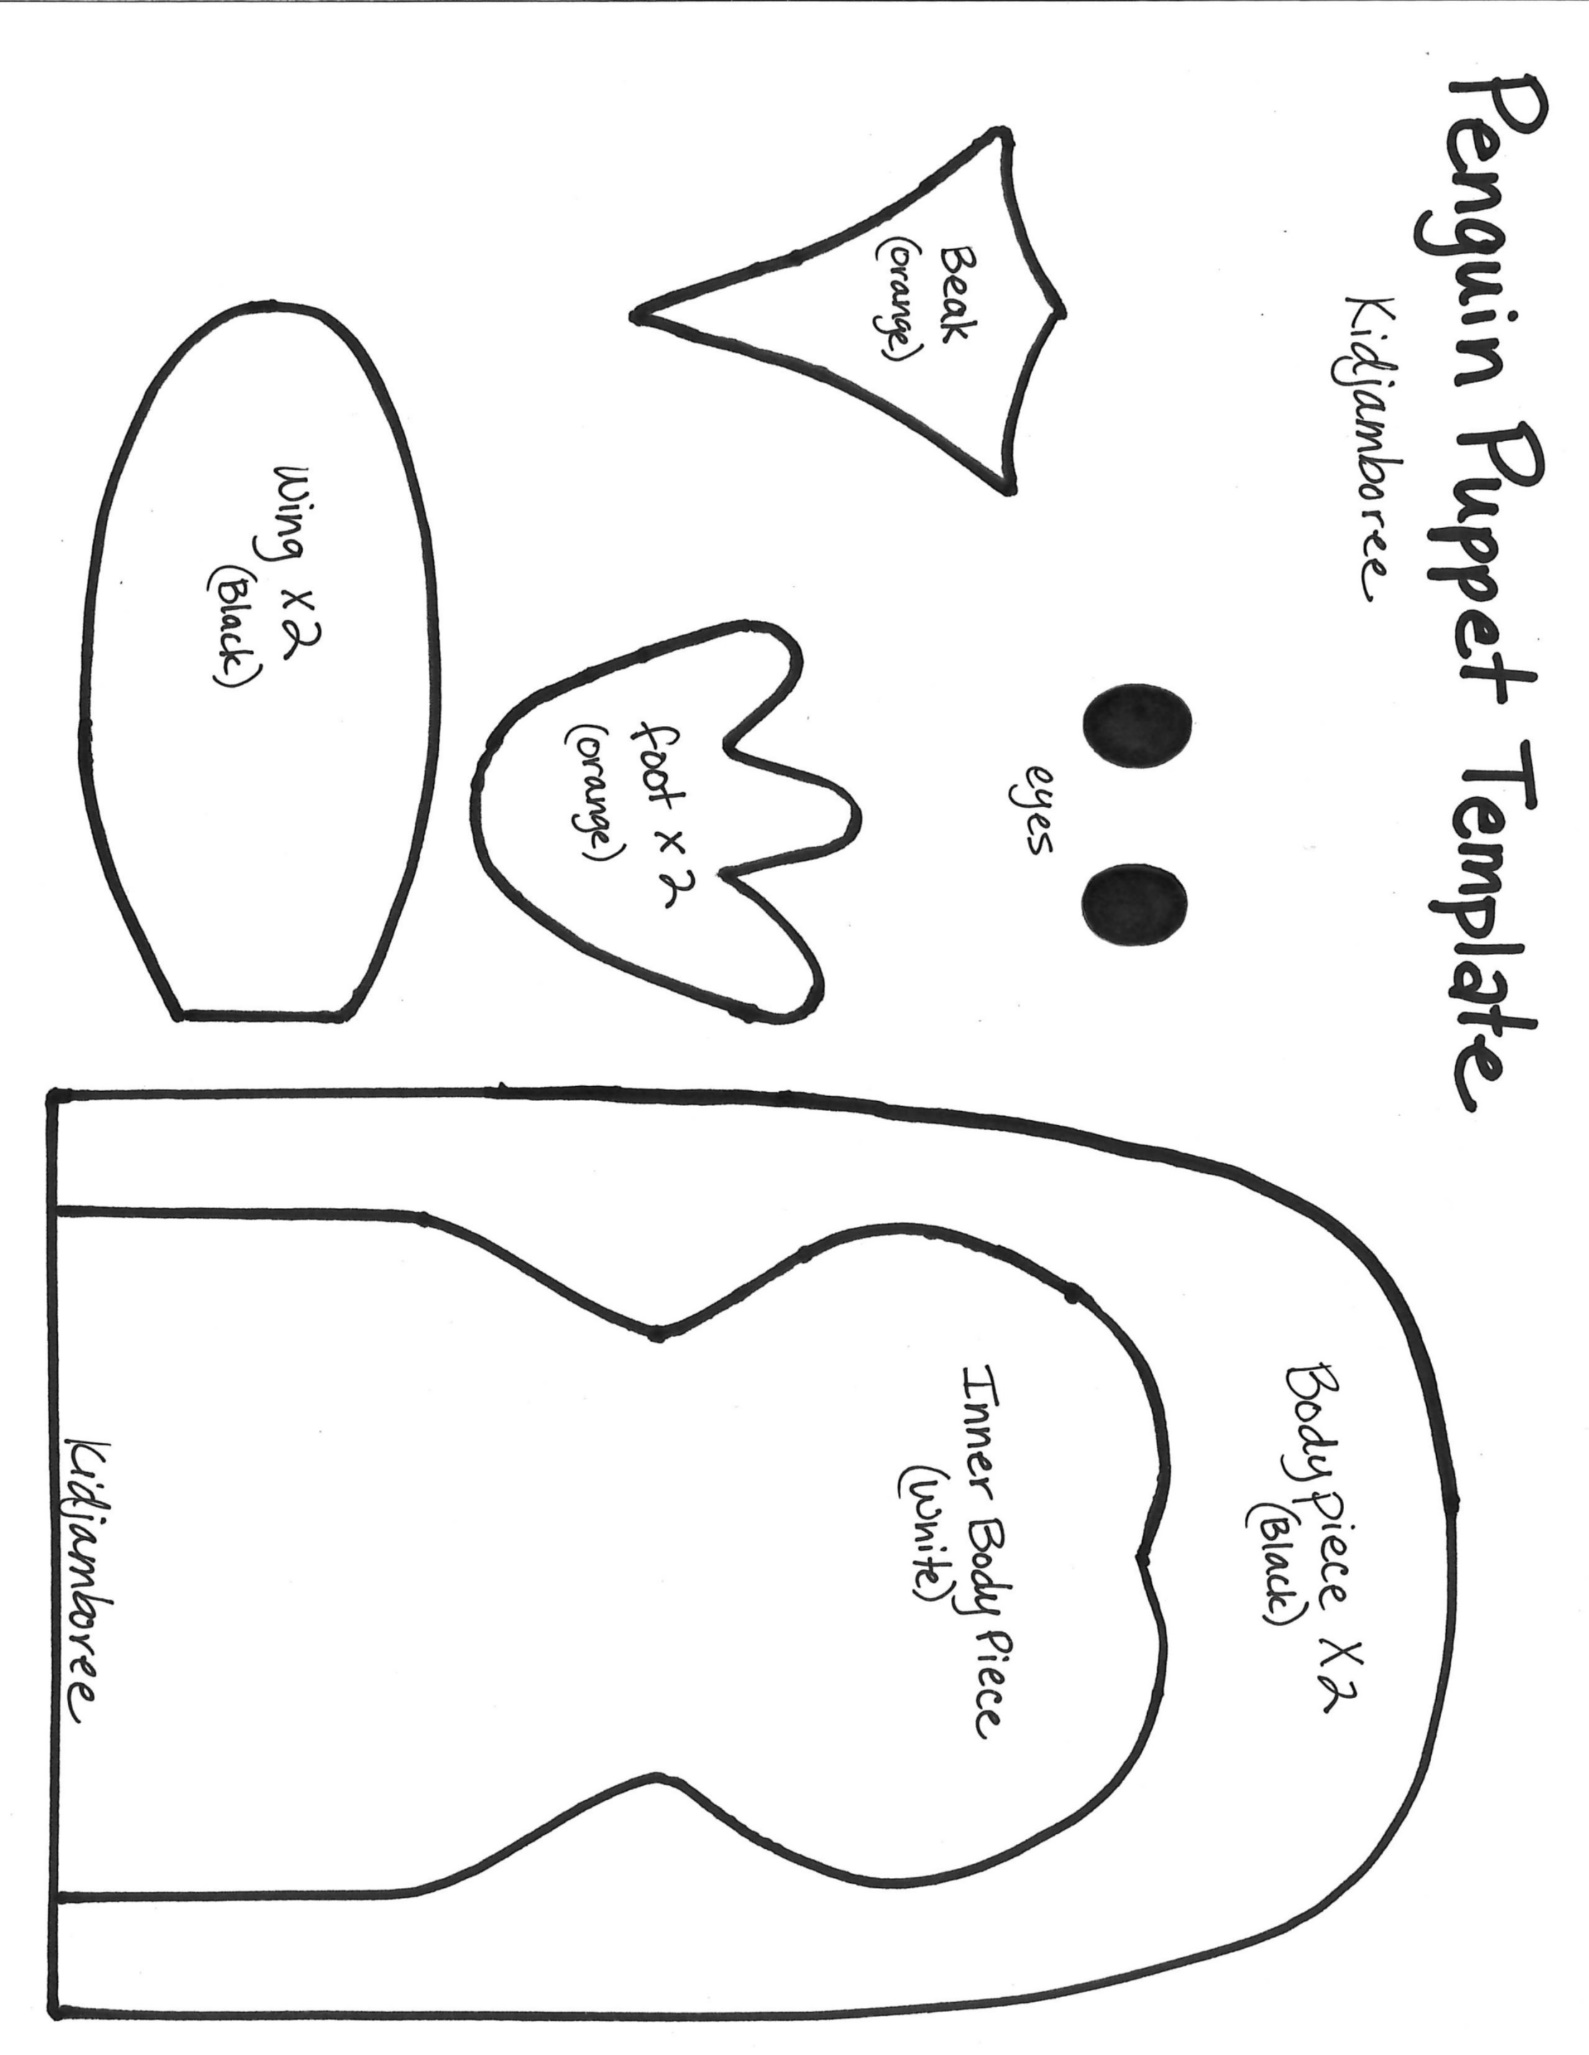 Penguin Puppet Template
Kidjamboree
Beak
(orange)
eyes
foot x 2
(orange)
Wing x 2
(Black)
Body piece X2
(Black)
Inner Body Piece
(White)
Kidjamboree